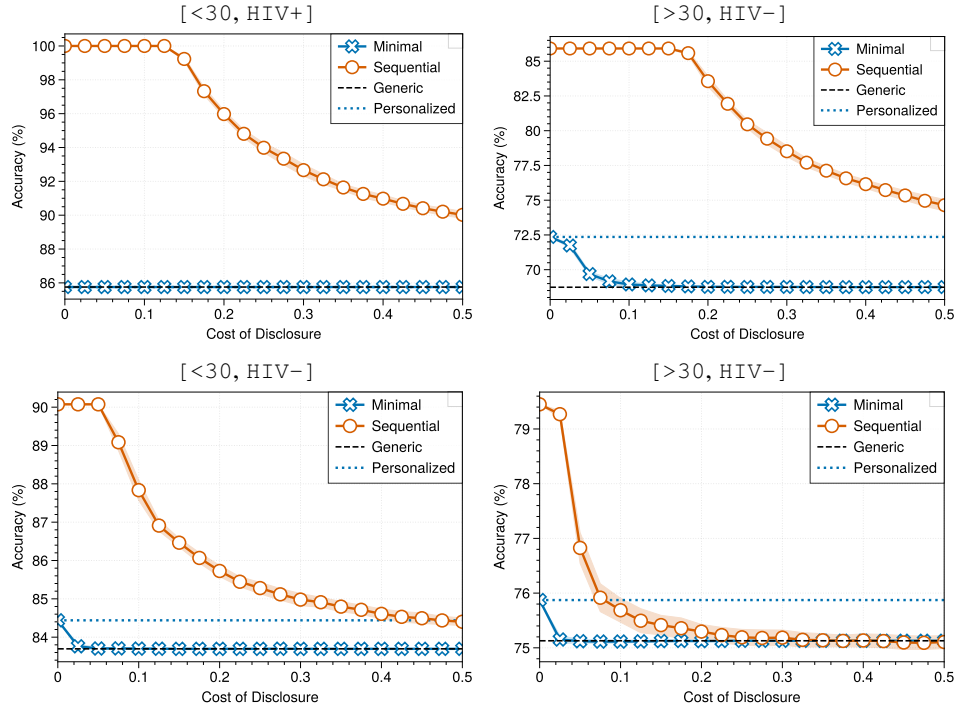 [<30, HIV+]
100
98
96
94
92
90
88
86
0
0.1
0.2
0.3
0.4
0.5
Accuracy (%)
Cost of Disclosure
Minimal
Sequential
Generic
Personalized
[>30, HIV−]
85
82.5
80
77.5
75
72.5
70
0
0.1
0.2
0.3
0.4
0.5
Accuracy (%)
Cost of Disclosure
Minimal
Sequential
Generic
Personalized
[<30, HIV−]
90
89
88
87
86
85
84
0
0.1
0.2
0.3
0.4
0.5
Accuracy (%)
Cost of Disclosure
Minimal
Sequential
Generic
Personalized
[>30, HIV−]
79
78
77
76
75
0
0.1
0.2
0.3
0.4
0.5
Accuracy (%)
Cost of Disclosure
Minimal
Sequential
Generic
Personalized